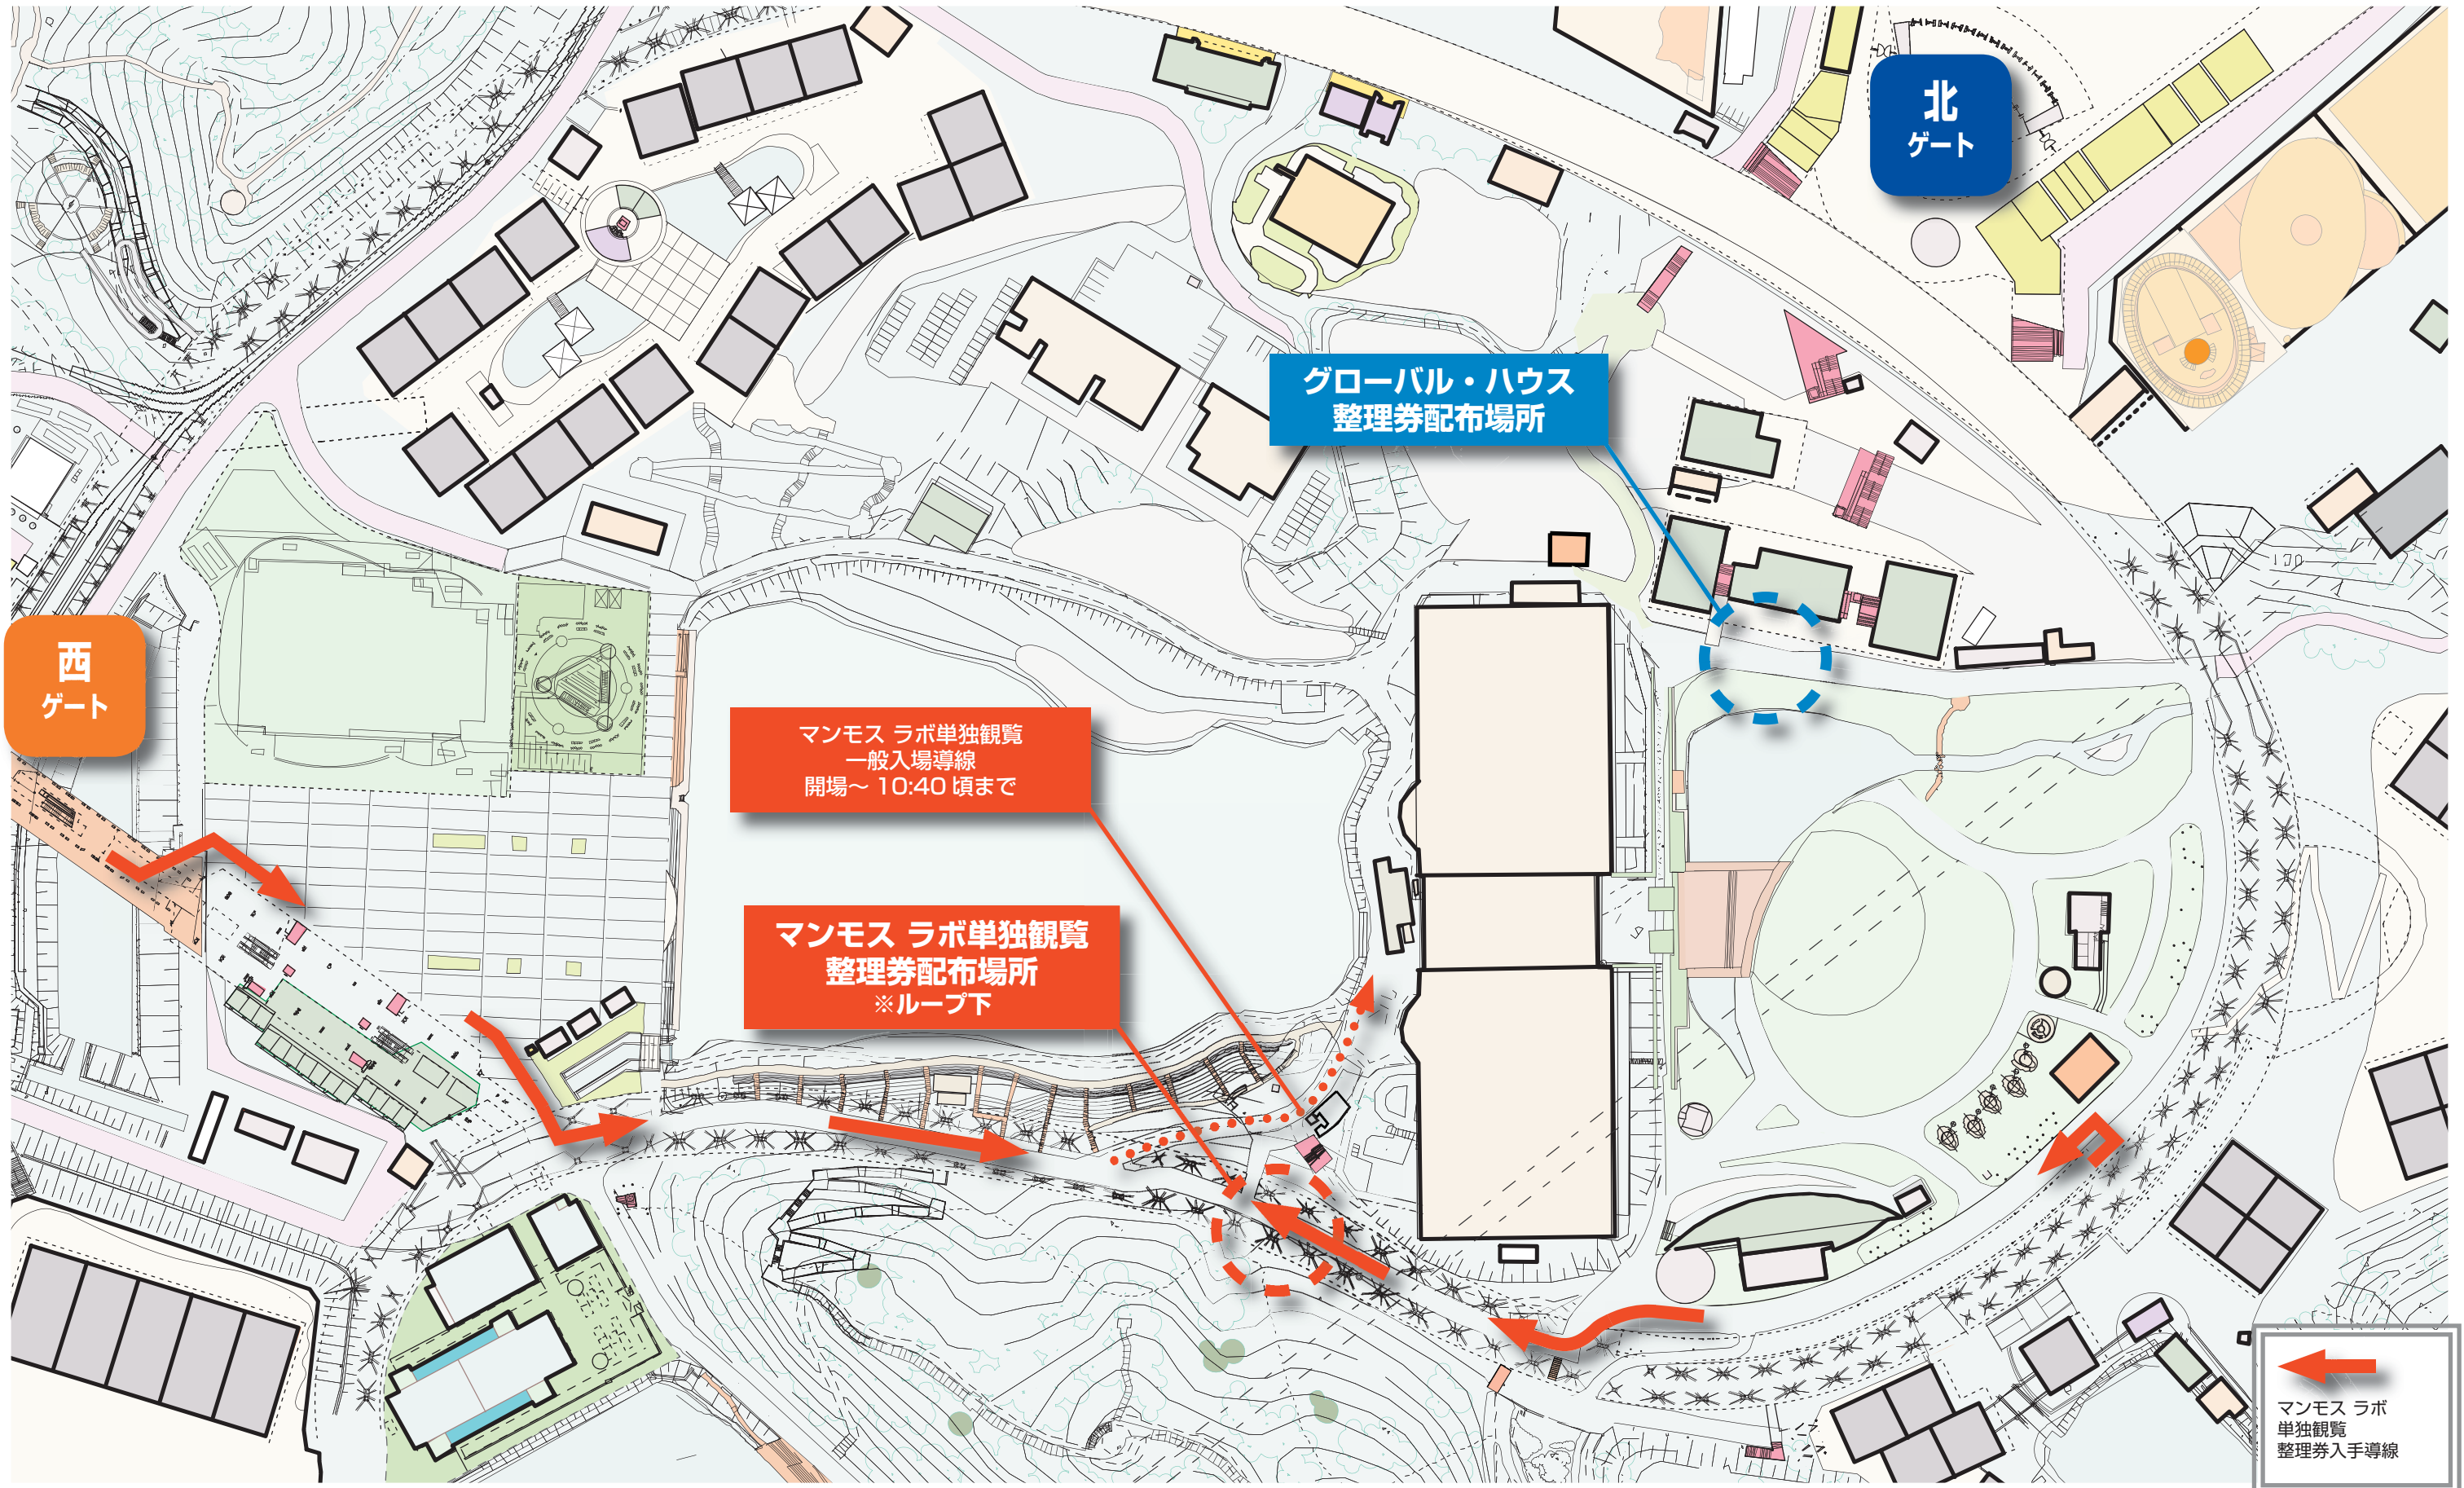 北
ゲート
グローバル・ハウス
整理券配布場所
西
ゲート
マンモス ラボ単独観覧
一般入場導線
開場～ 10:40 頃まで
マンモス ラボ単独観覧
整理券配布場所
※ループ下
マンモス ラボ
単独観覧
整理券入手導線